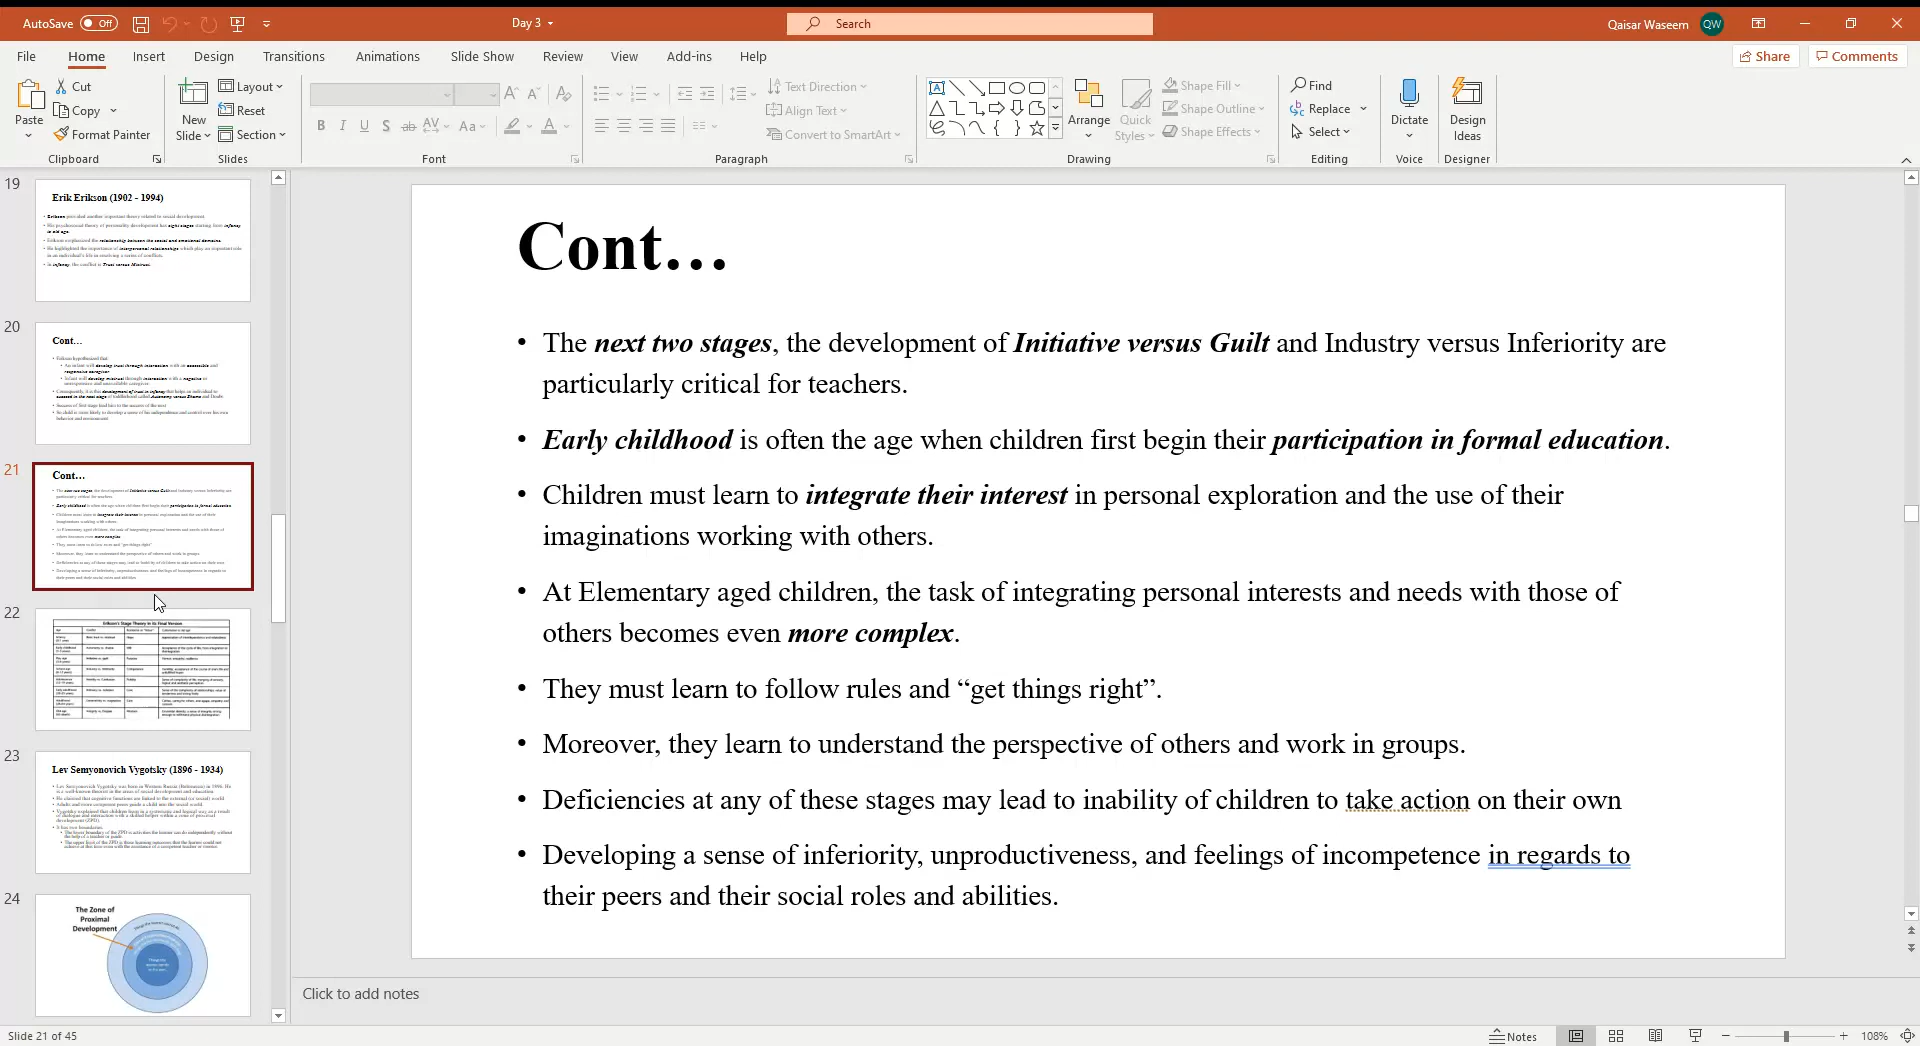 AutoSave Off
Day 3
Search
Qaisar Waseem QW
File Home Insert Design Transitions Animations Slide Show Review View Add-ins Help
Share Comments
Paste
Cut
Copy
Format Painter
Clipboard
New Slide
Layout
Reset
Section
Slides
B I U S ab AV Aa A
Font
Text Direction
Align Text
Convert to SmartArt
Paragraph
Arrange
Quick Styles
Shape Fill
Shape Outline
Shape Effects
Drawing
Find
Replace
Select
Editing
Dictate
Voice
Design Ideas
Designer
19
Erik Erikson (1902 - 1994)
20
Cont…
21
Cont…
22
Erikson's Stage Theory in its Final Version
23
Lev Semyonovich Vygotsky (1896 - 1934)
24
The Zone of
Proximal
Development
Cont…
• The next two stages, the development of Initiative versus Guilt and Industry versus Inferiority are
particularly critical for teachers.
• Early childhood is often the age when children first begin their participation in formal education.
• Children must learn to integrate their interest in personal exploration and the use of their
imaginations working with others.
• At Elementary aged children, the task of integrating personal interests and needs with those of
others becomes even more complex.
• They must learn to follow rules and “get things right”.
• Moreover, they learn to understand the perspective of others and work in groups.
• Deficiencies at any of these stages may lead to inability of children to take action on their own
• Developing a sense of inferiority, unproductiveness, and feelings of incompetence in regards to
their peers and their social roles and abilities.
Click to add notes
Slide 21 of 45
Notes
108%